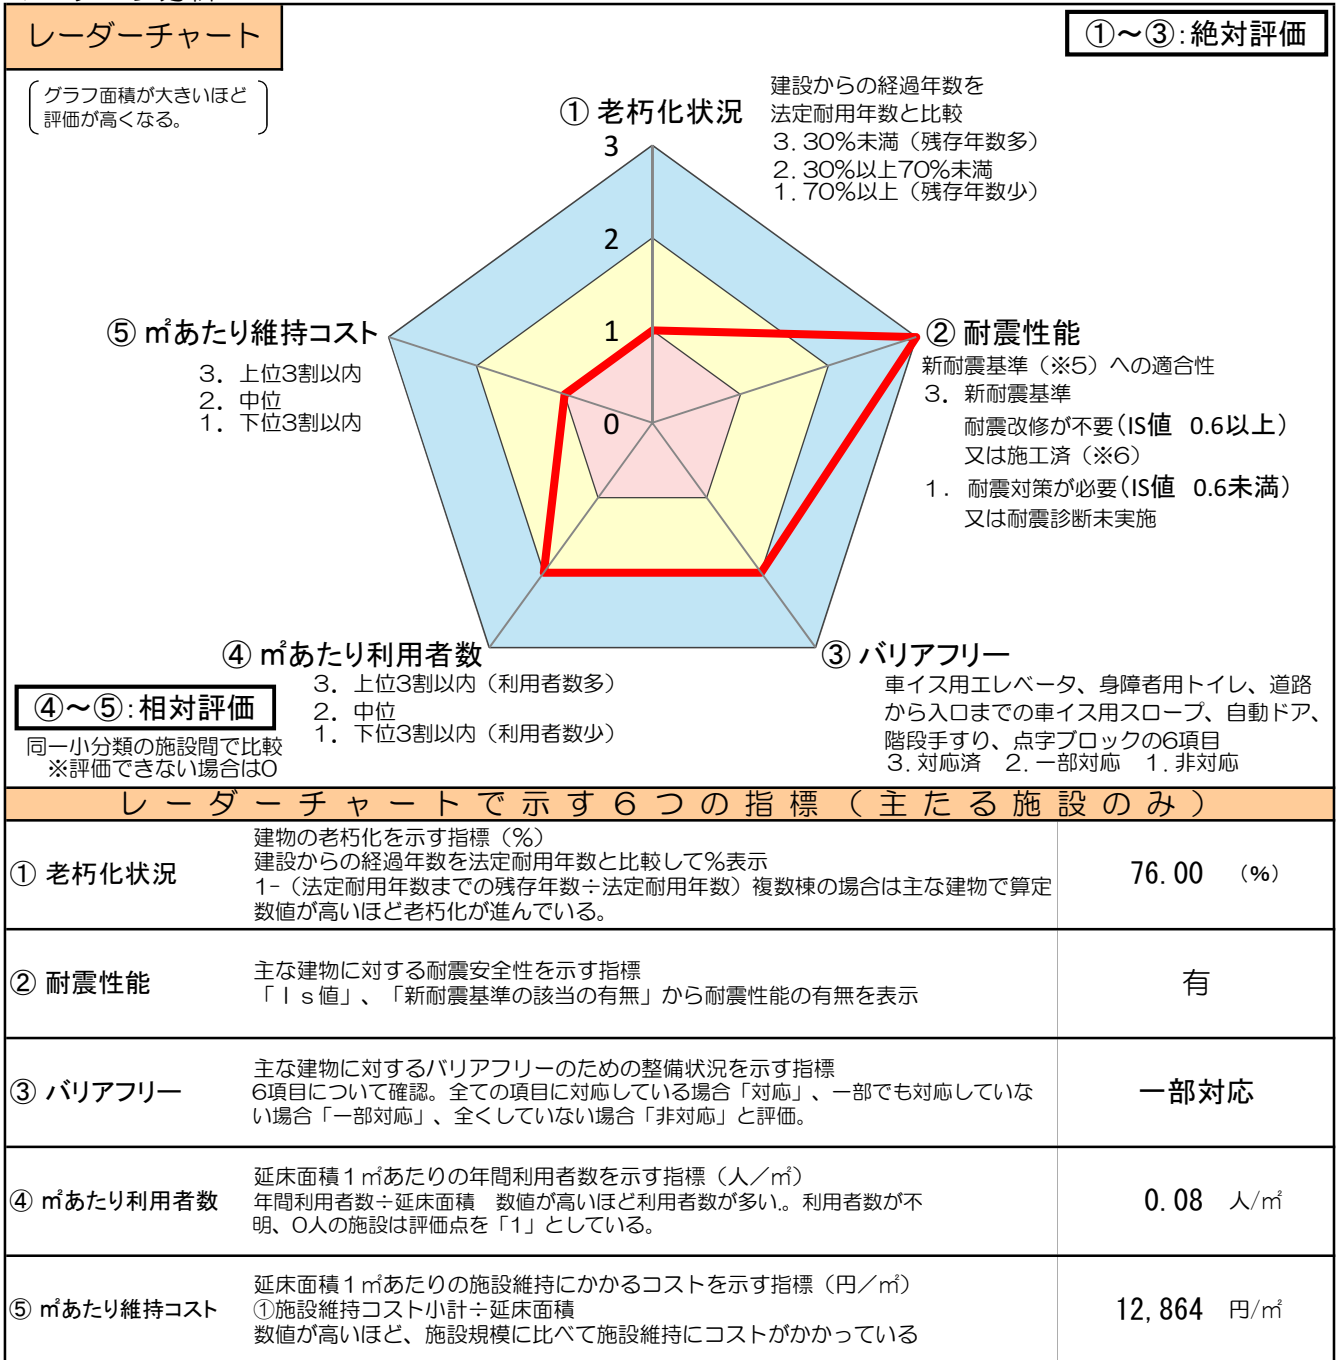 レーダーチャート
①～③：絶対評価
グラフ面積が大きいほど
評価が高くなる。
① 老朽化状況
建設からの経過年数を
法定耐用年数と比較
３．30％未満（残存年数多）
２．30％以上70％未満
１．70％以上（残存年数少）
3
2
1
0
⑤ ㎡あたり維持コスト
３．上位3割以内
２．中位
１．下位3割以内
② 耐震性能
新耐震基準（※5）への適合性
３．新耐震基準
耐震改修が不要（IS値　0.6以上）
又は施工済（※6）
１．耐震対策が必要（IS値　0.6未満）
又は耐震診断未実施
④ ㎡あたり利用者数
３．上位3割以内（利用者数多）
２．中位
１．下位3割以内（利用者数少）
③ バリアフリー
車イス用エレベータ、身障者用トイレ、道路
から入口までの車イス用スロープ、自動ドア、
階段手すり、点字ブロックの6項目
３．対応済　２．一部対応　１．非対応
④～⑤：相対評価
同一小分類の施設間で比較
※評価できない場合は0
レーダーチャートで示す６つの指標（主たる施設のみ）
① 老朽化状況
建物の老朽化を示す指標（％）
建設からの経過年数を法定耐用年数と比較して％表示
1-（法定耐用年数までの残存年数÷法定耐用年数）複数棟の場合は主な建物で算定
数値が高いほど老朽化が進んでいる。
76.00　（%）
② 耐震性能
主な建物に対する耐震安全性を示す指標
「Ｉｓ値」、「新耐震基準の該当の有無」から耐震性能の有無を表示
有
③ バリアフリー
主な建物に対するバリアフリーのための整備状況を示す指標
6項目について確認。全ての項目に対応している場合「対応」、一部でも対応していな
い場合「一部対応」、全くしていない場合「非対応」と評価。
一部対応
④ ㎡あたり利用者数
延床面積１㎡あたりの年間利用者数を示す指標（人／㎡）
年間利用者数÷延床面積　数値が高いほど利用者数が多い。利用者数が不
明、0人の施設は評価点を「1」としている。
0.08　人/㎡
⑤ ㎡あたり維持コスト
延床面積１㎡あたりの施設維持にかかるコストを示す指標（円／㎡）
①施設維持コスト小計÷延床面積
数値が高いほど、施設規模に比べて施設維持にコストがかかっている
12,864　円/㎡